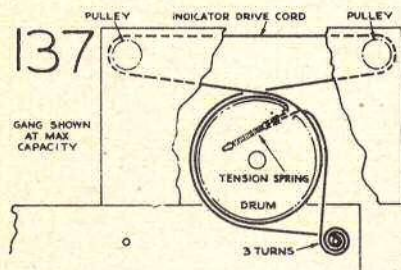 PULLEY
INDICATOR DRIVE CORD
PULLEY
137
GANG SHOWN
AT MAX
CAPACITY
TENSION SPRING
DRUM
3 TURNS